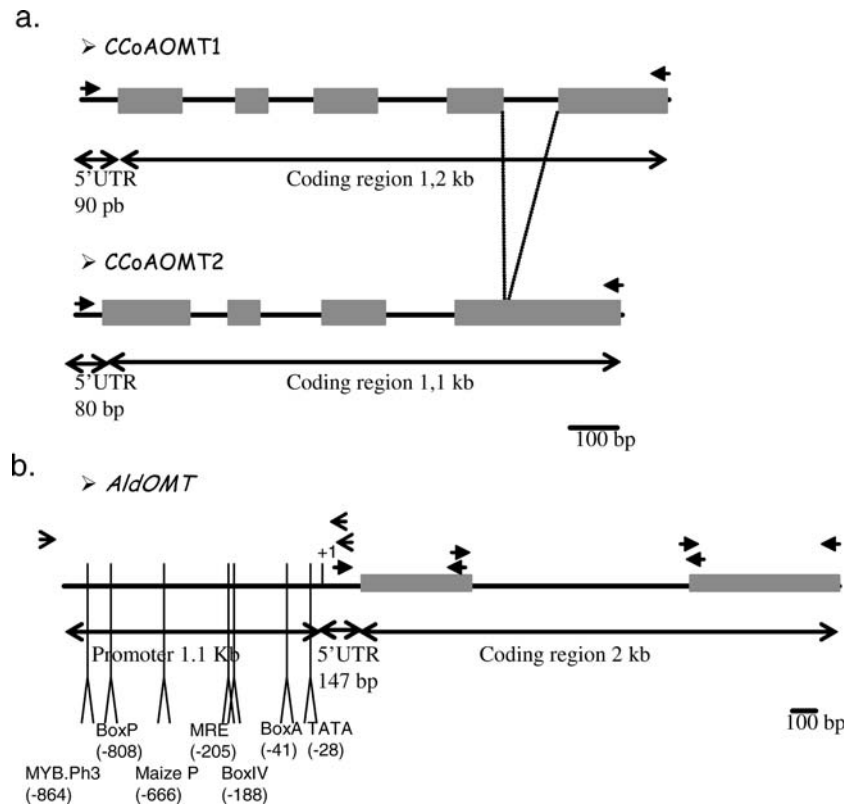 a.
➢ CCoAOMT1
5'UTR
90 pb
Coding region 1,2 kb
➢ CCoAOMT2
5'UTR
80 bp
Coding region 1,1 kb
100 bp
b.
➢ AldOMT
+1
Promoter 1.1 Kb
5'UTR
147 bp
Coding region 2 kb
100 bp
BoxP
(-808)
MRE
(-205)
BoxA
(-41)
TATA
(-28)
MYB.Ph3
(-864)
Maize P
(-666)
BoxIV
(-188)